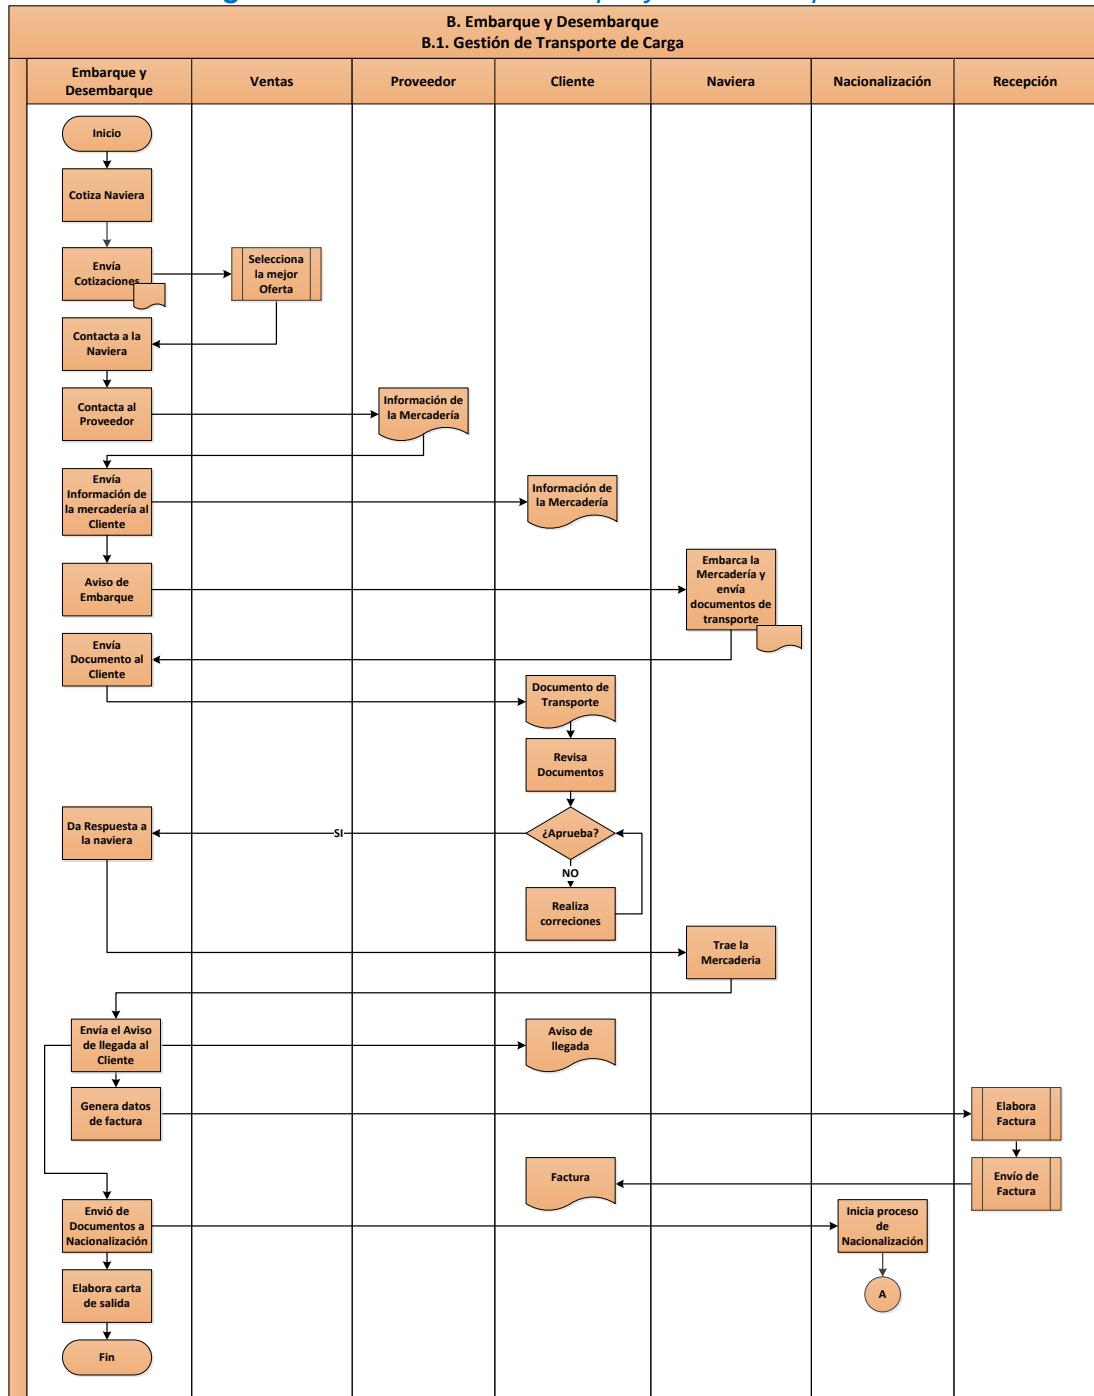 B. Embarque y Desembarque
B.1. Gestión de Transporte de Carga
Embarque y
Desembarque
Ventas
Proveedor
Cliente
Naviera
Nacionalización
Recepción
Inicio
Cotiza Naviera
Envía
Cotizaciones
Selecciona
la mejor
Oferta
Contacta a la
Naviera
Contacta al
Proveedor
Información de
la Mercadería
Envía
Información de
la mercadería al
Cliente
Información de
la Mercadería
Aviso de
Embarque
Embarca la
Mercadería y
envía
documentos de
transporte
Envía
Documento al
Cliente
Documento de
Transporte
Revisa
Documentos
Da Respuesta a
la naviera
SI
¿Aprueba?
NO
Realiza
correciones
Trae la
Mercaderia
Envía el Aviso
de llegada al
Cliente
Aviso de
llegada
Genera datos
de factura
Elabora
Factura
Factura
Envío de
Factura
Envió de
Documentos a
Nacionalización
Inicia proceso
de
Nacionalización
Elabora carta
de salida
A
Fin